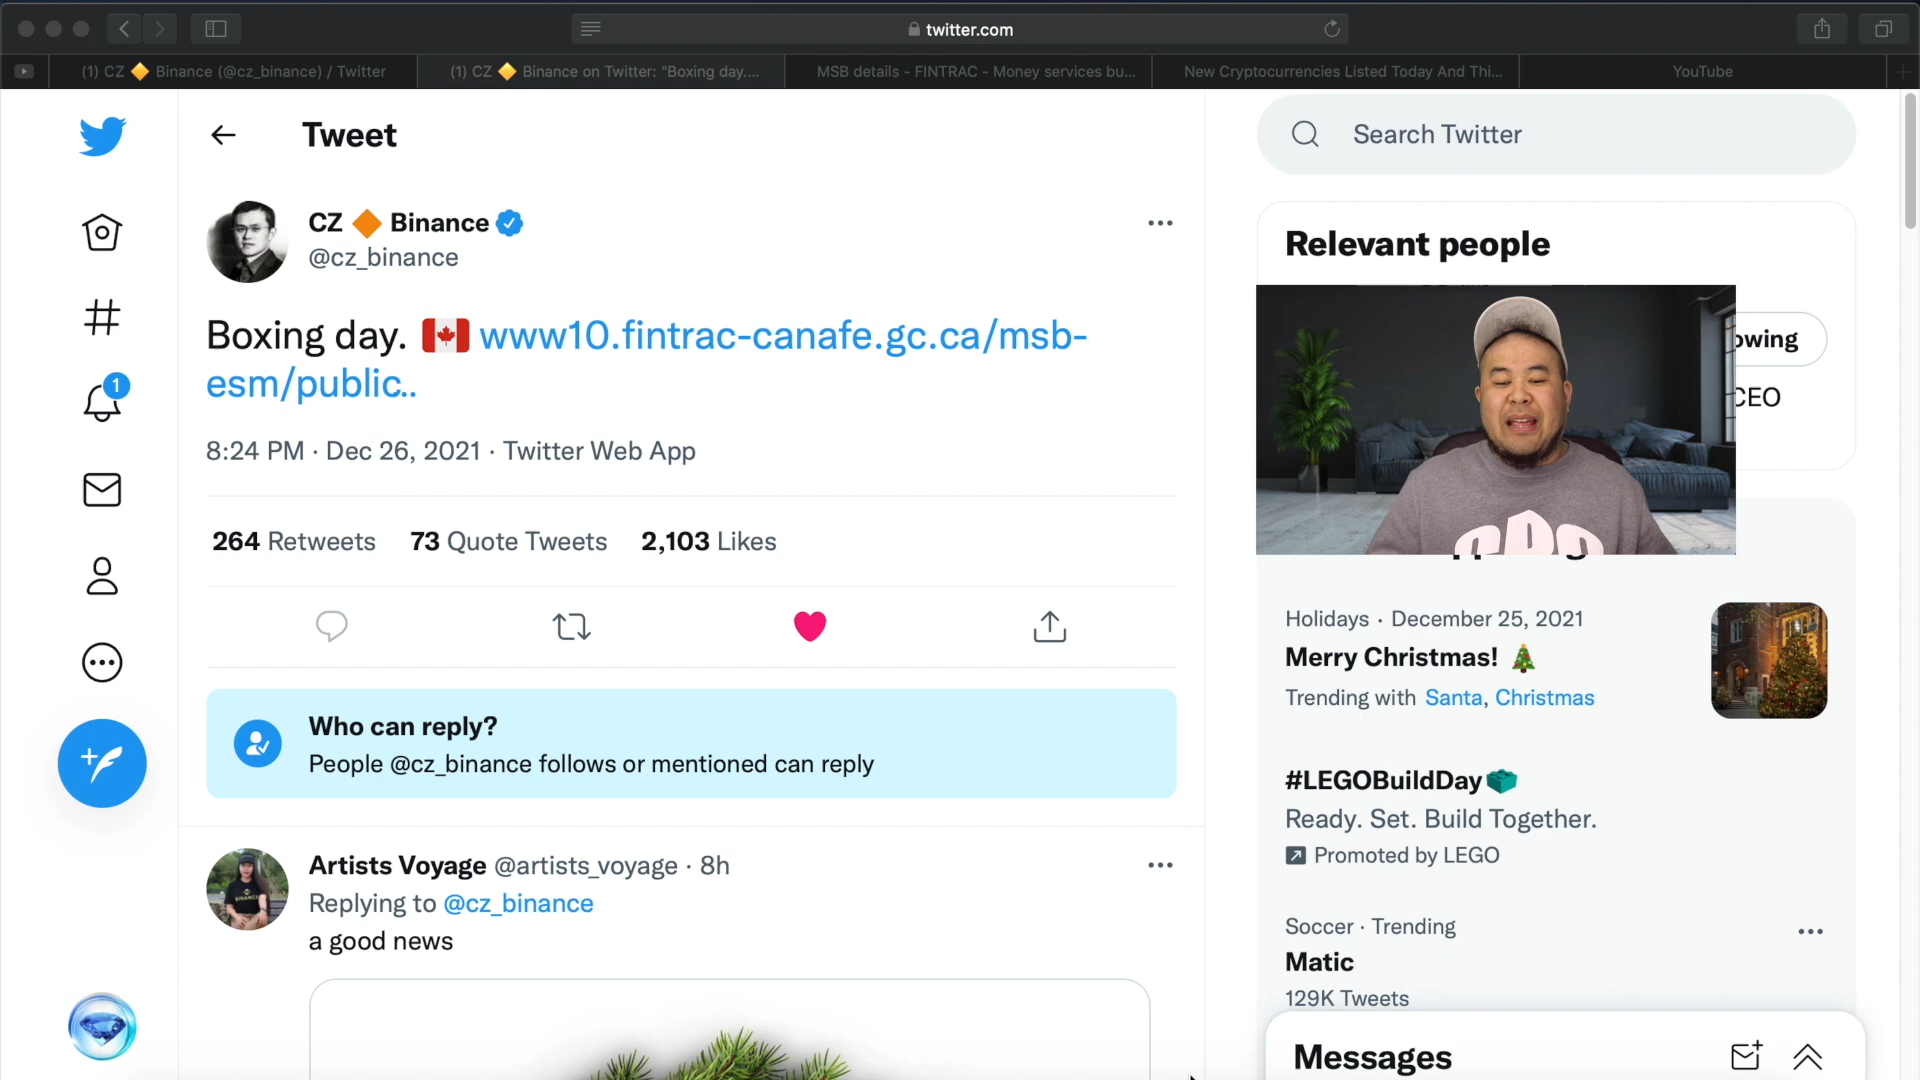 twitter.com
(1) CZ 🔶 Binance (@cz_binance) / Twitter
(1) CZ 🔶 Binance on Twitter: "Boxing day....
MSB details - FINTRAC - Money services bu...
New Cryptocurrencies Listed Today And Thi...
YouTube
Tweet
Search Twitter
CZ 🔶 Binance
@cz_binance
Boxing day. 🇨🇦 www10.fintrac-canafe.gc.ca/msb-
esm/public..
8:24 PM · Dec 26, 2021 · Twitter Web App
264 Retweets 73 Quote Tweets 2,103 Likes
Who can reply?
People @cz_binance follows or mentioned can reply
Artists Voyage @artists_voyage · 8h
Replying to @cz_binance
a good news
1
Relevant people
owing
CEO
Holidays · December 25, 2021
Merry Christmas! 🎄
Trending with Santa, Christmas
#LEGOBuildDay
Ready. Set. Build Together.
Promoted by LEGO
Soccer · Trending
Matic
129K Tweets
Messages